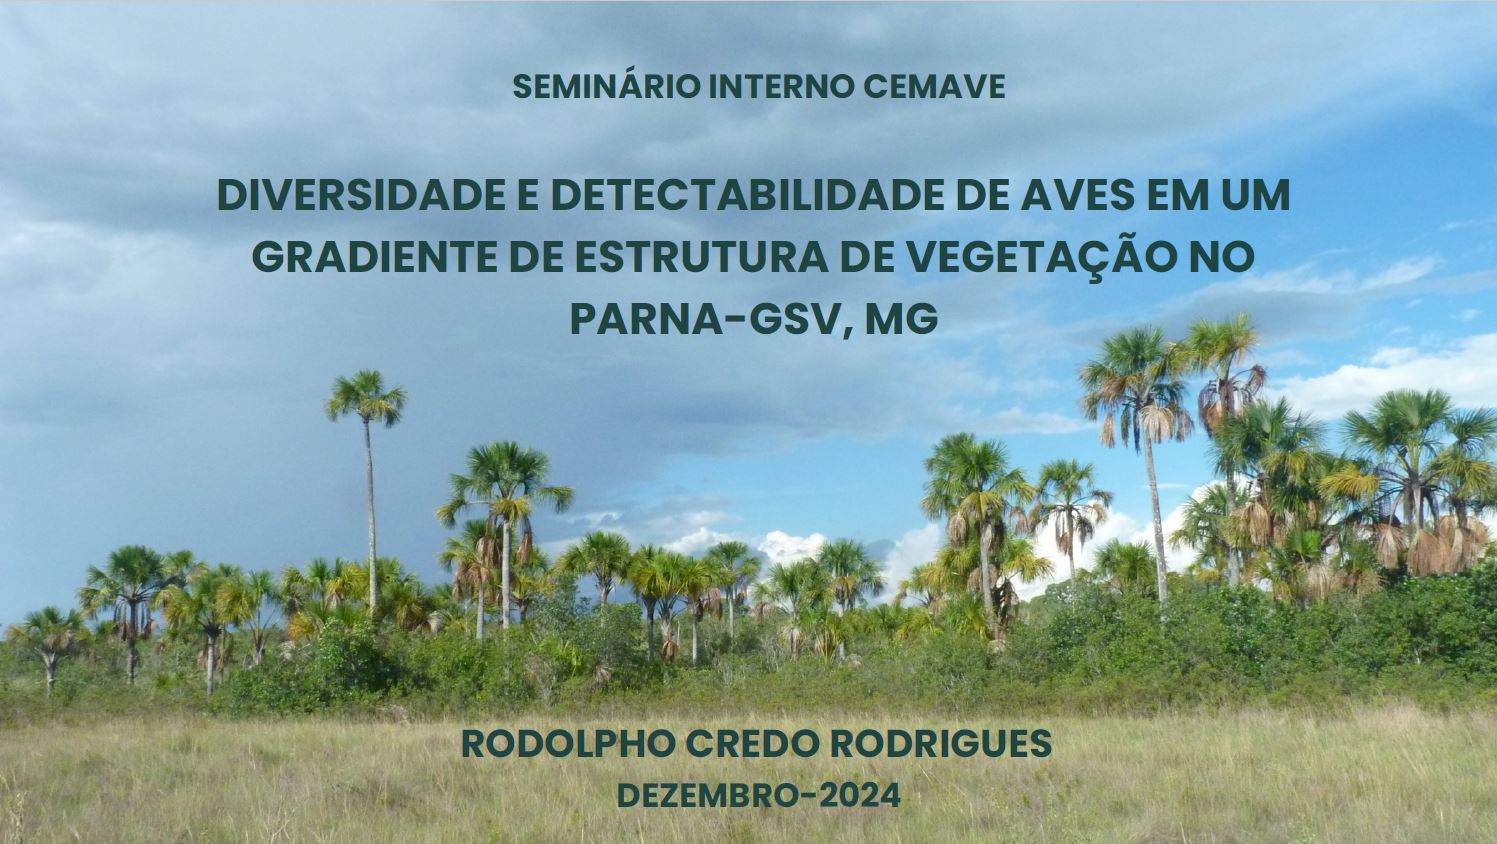 SEMINÁRIO INTERNO CEMAVE
DIVERSIDADE E DETECTABILIDADE DE AVES EM UM
GRADIENTE DE ESTRUTURA DE VEGETAÇÃO NO
PARNA-GSV, MG
RODOLPHO CREDO RODRIGUES
DEZEMBRO-2024